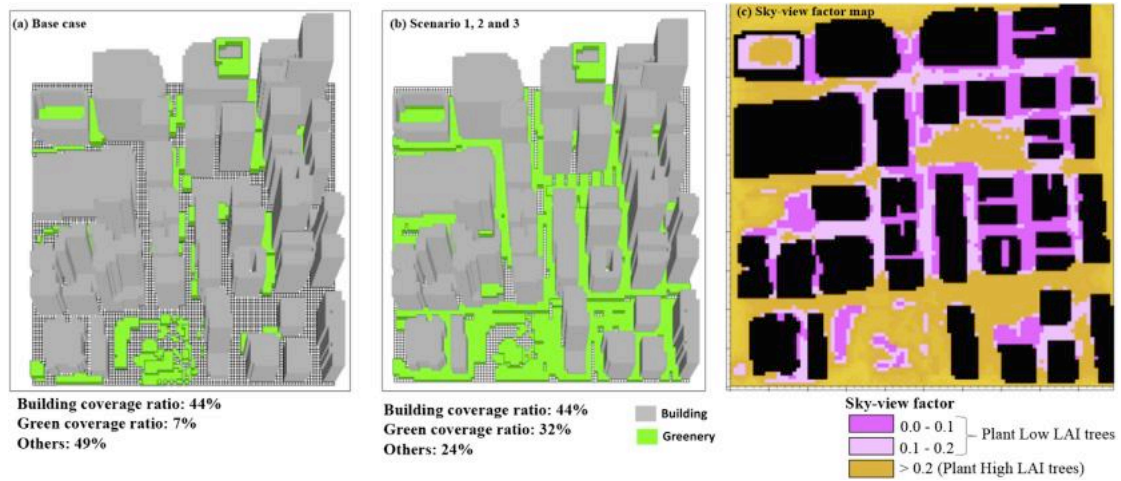 (a) Base case
(b) Scenario 1, 2 and 3
(c) Sky-view factor map
Building coverage ratio: 44%
Green coverage ratio: 7%
Others: 49%
Building coverage ratio: 44%
Green coverage ratio: 32%
Others: 24%
Building
Greenery
Sky-view factor
0.0 - 0.1
0.1 - 0.2
Plant Low LAI trees
> 0.2 (Plant High LAI trees)